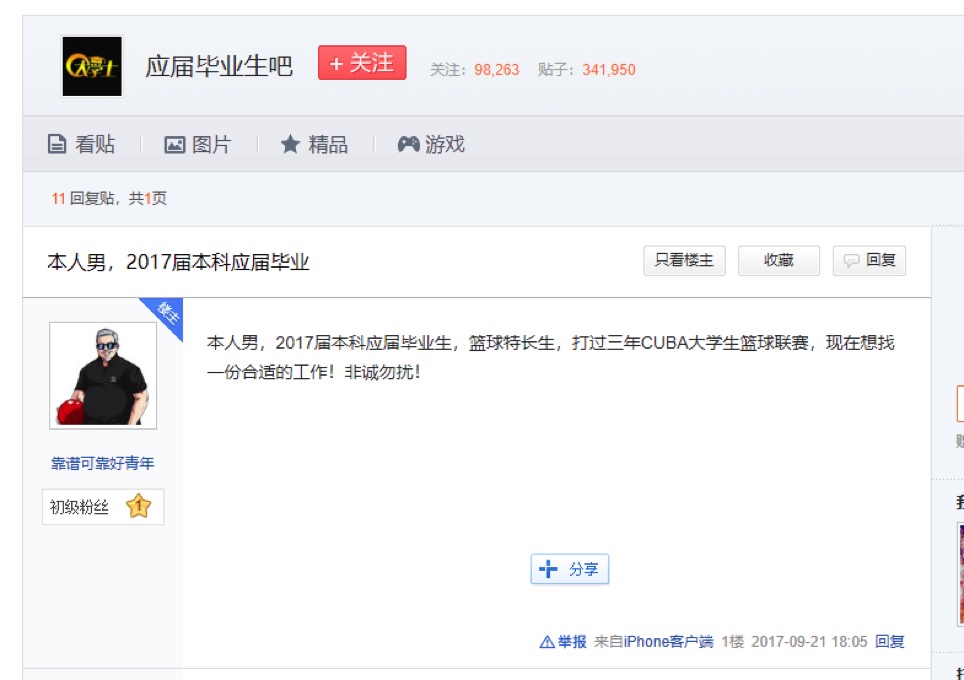 应届毕业生吧
+ 关注
关注：98,263 贴子：341,950
看贴
图片
精品
游戏
11 回复贴，共1页
本人男，2017届本科应届毕业
只看楼主
收藏
回复
楼主
本人男，2017届本科应届毕业生，篮球特长生，打过三年CUBA大学生篮球联赛，现在想找
一份合适的工作！非诚勿扰！
靠谱可靠好青年
初级粉丝 1
分享
举报 来自iPhone客户端 1楼 2017-09-21 18:05 回复